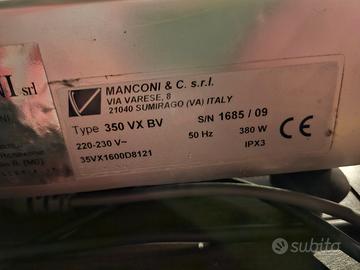 NI srl
MANCONI & C. s.r.l.
VIA VARESE, 8
21040 SUMIRAGO (VA) ITALY
Type 350 VX BV
S/N 1685 / 09
220-230 V~
50 Hz
380 W
35VX1600D8121
IPX3
CE
subito